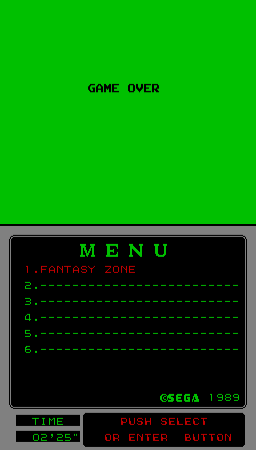 GAME OVER
MENU
1.FANTASY ZONE
2.-------------------------
3.-------------------------
4.-------------------------
5.-------------------------
6.-------------------------
©SEGA 1989
TIME
02'25"
PUSH SELECT
OR ENTER BUTTON